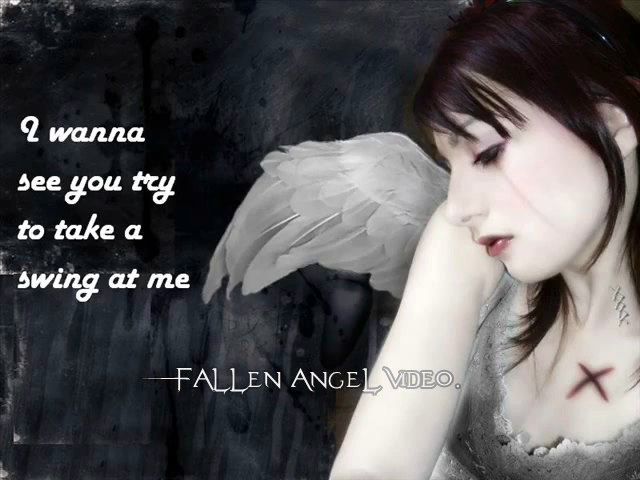 I wanna
see you try
to take a
swing at me
FALLEN ANGEL VIDEO.